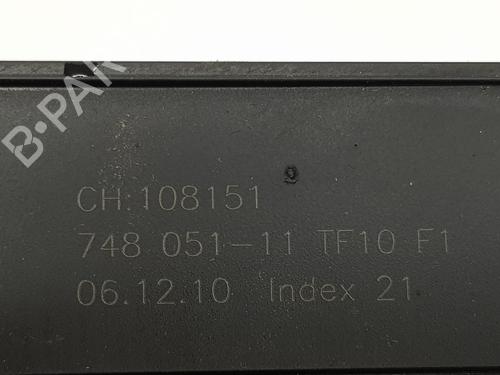 B-PAR
CH:108151
748 051-11 TF10 F1
06.12.10 Index 21